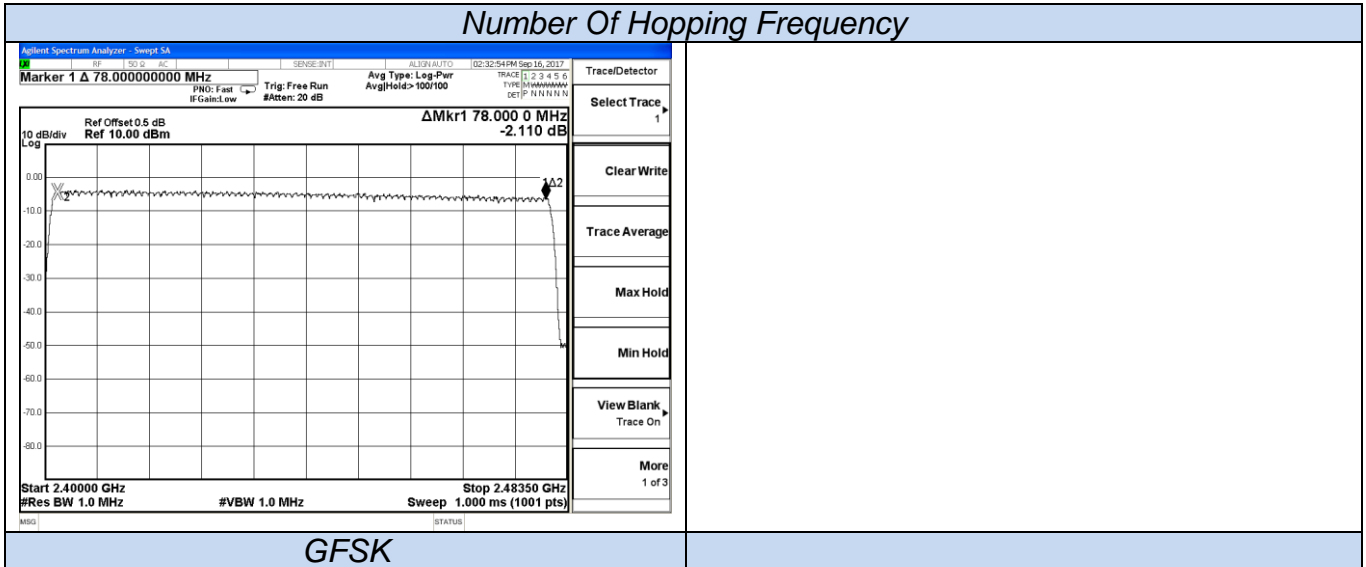 Number Of Hopping Frequency
Agilent Spectrum Analyzer - Swept SA
RF 50 Ω AC SENSE:INT ALIGN AUTO 02:32:54 PM Sep 16, 2017
Marker 1 Δ 78.000000000 MHz
PNO: Fast
IFGain:Low
Trig: Free Run
#Atten: 20 dB
Avg Type: Log-Pwr
Avg|Hold:> 100/100
TRACE 1 2 3 4 5 6
TYPE M
DET P N N N N N
Trace/Detector
Select Trace
1
Ref Offset 0.5 dB
10 dB/div Ref 10.00 dBm
Log
ΔMkr1 78.000 0 MHz
-2.110 dB
0.00
-10.0
-20.0
-30.0
-40.0
-50.0
-60.0
-70.0
-80.0
2
1Δ2
Clear Write
Trace Average
Max Hold
Min Hold
View Blank
Trace On
More
1 of 3
Start 2.40000 GHz Stop 2.48350 GHz
#Res BW 1.0 MHz #VBW 1.0 MHz Sweep 1.000 ms (1001 pts)
MSG STATUS
GFSK